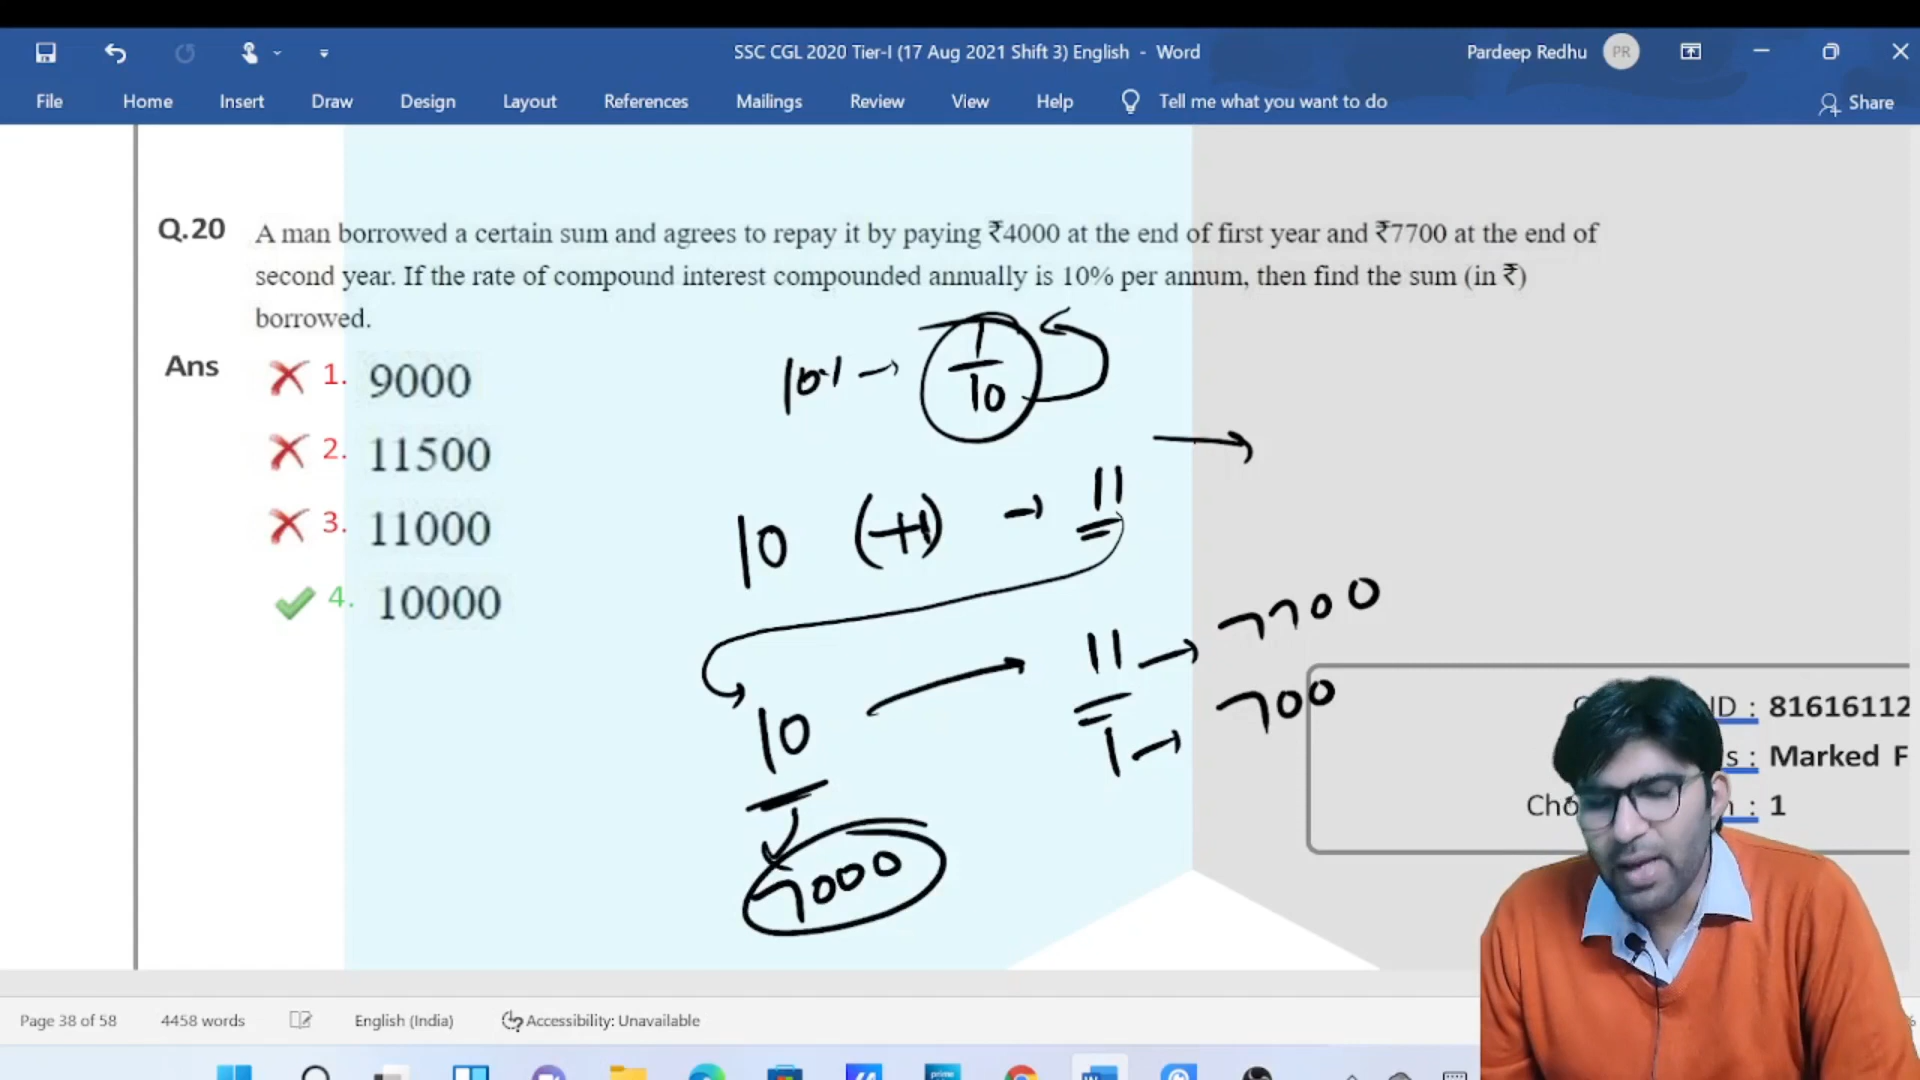 SSC CGL 2020 Tier-I (17 Aug 2021 Shift 3) English - Word
Pardeep Redhu
PR
File Home Insert Draw Design Layout References Mailings Review View Help Tell me what you want to do Share
Q.20 A man borrowed a certain sum and agrees to repay it by paying ₹4000 at the end of first year and ₹7700 at the end of
second year. If the rate of compound interest compounded annually is 10% per annum, then find the sum (in ₹)
borrowed.
Ans
1. 9000
2. 11500
3. 11000
4. 10000
10% → 1/10
10 (+1) → 11
10 → 11 → 7700
1 → 700
7000
ID : 81616112
s : Marked F
: 1
Page 38 of 58 4458 words English (India) Accessibility: Unavailable
prime